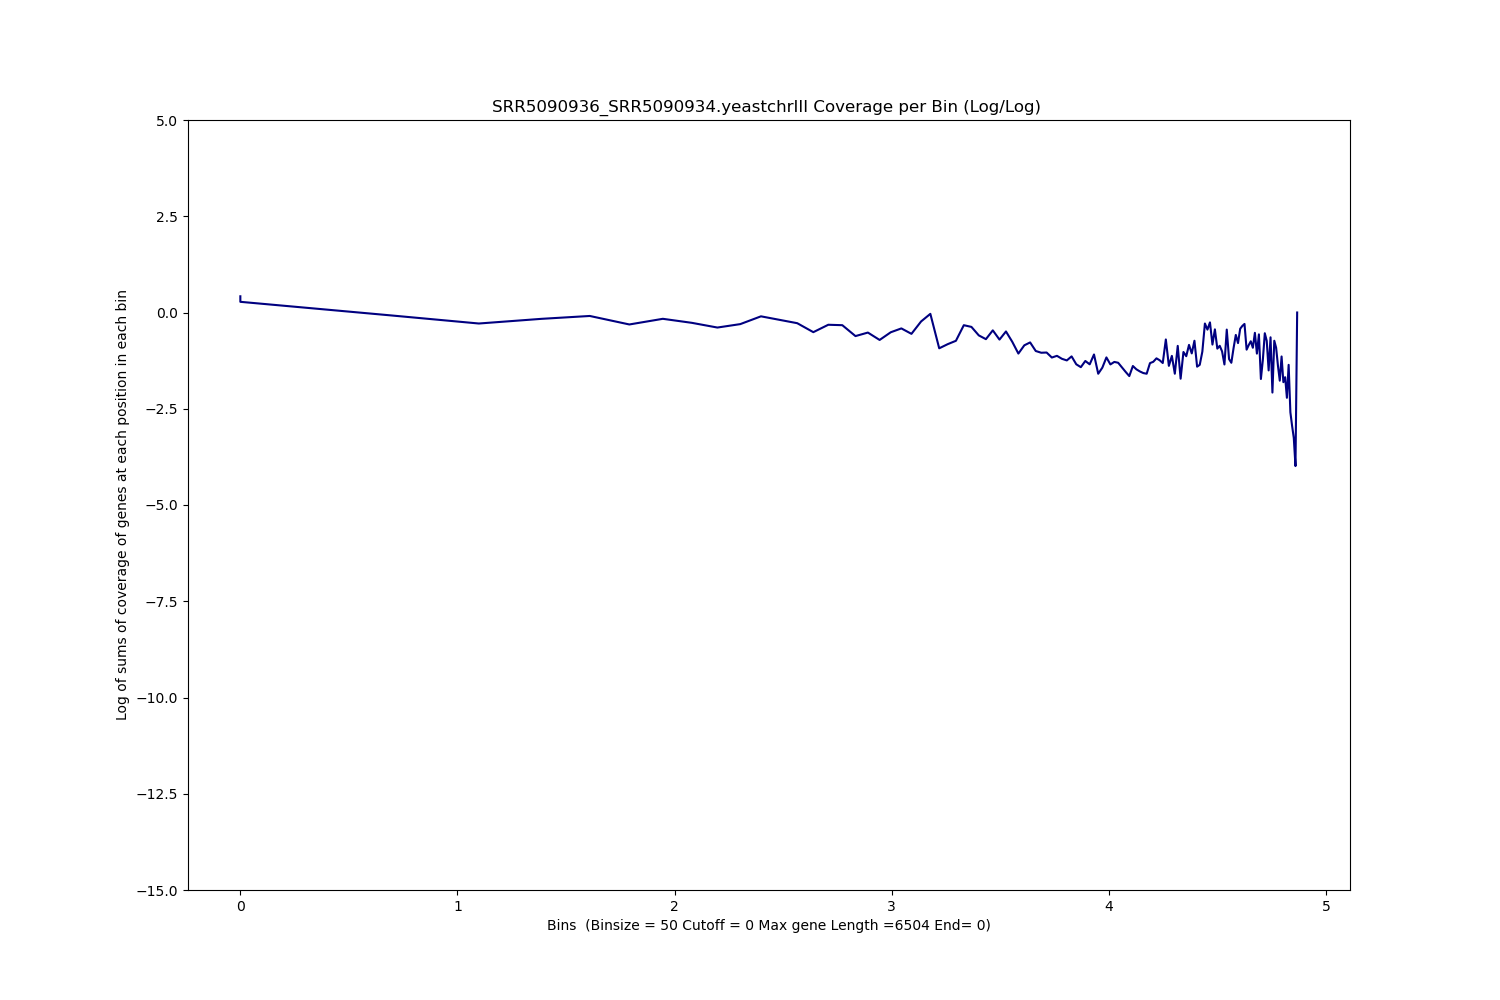 SRR5090936_SRR5090934.yeastchrIII Coverage per Bin (Log/Log)
5.0
2.5
0.0
−2.5
−5.0
−7.5
−10.0
−12.5
−15.0
Log of sums of coverage of genes at each position in each bin
0 1 2 3 4 5
Bins  (Binsize = 50 Cutoff = 0 Max gene Length =6504 End= 0)